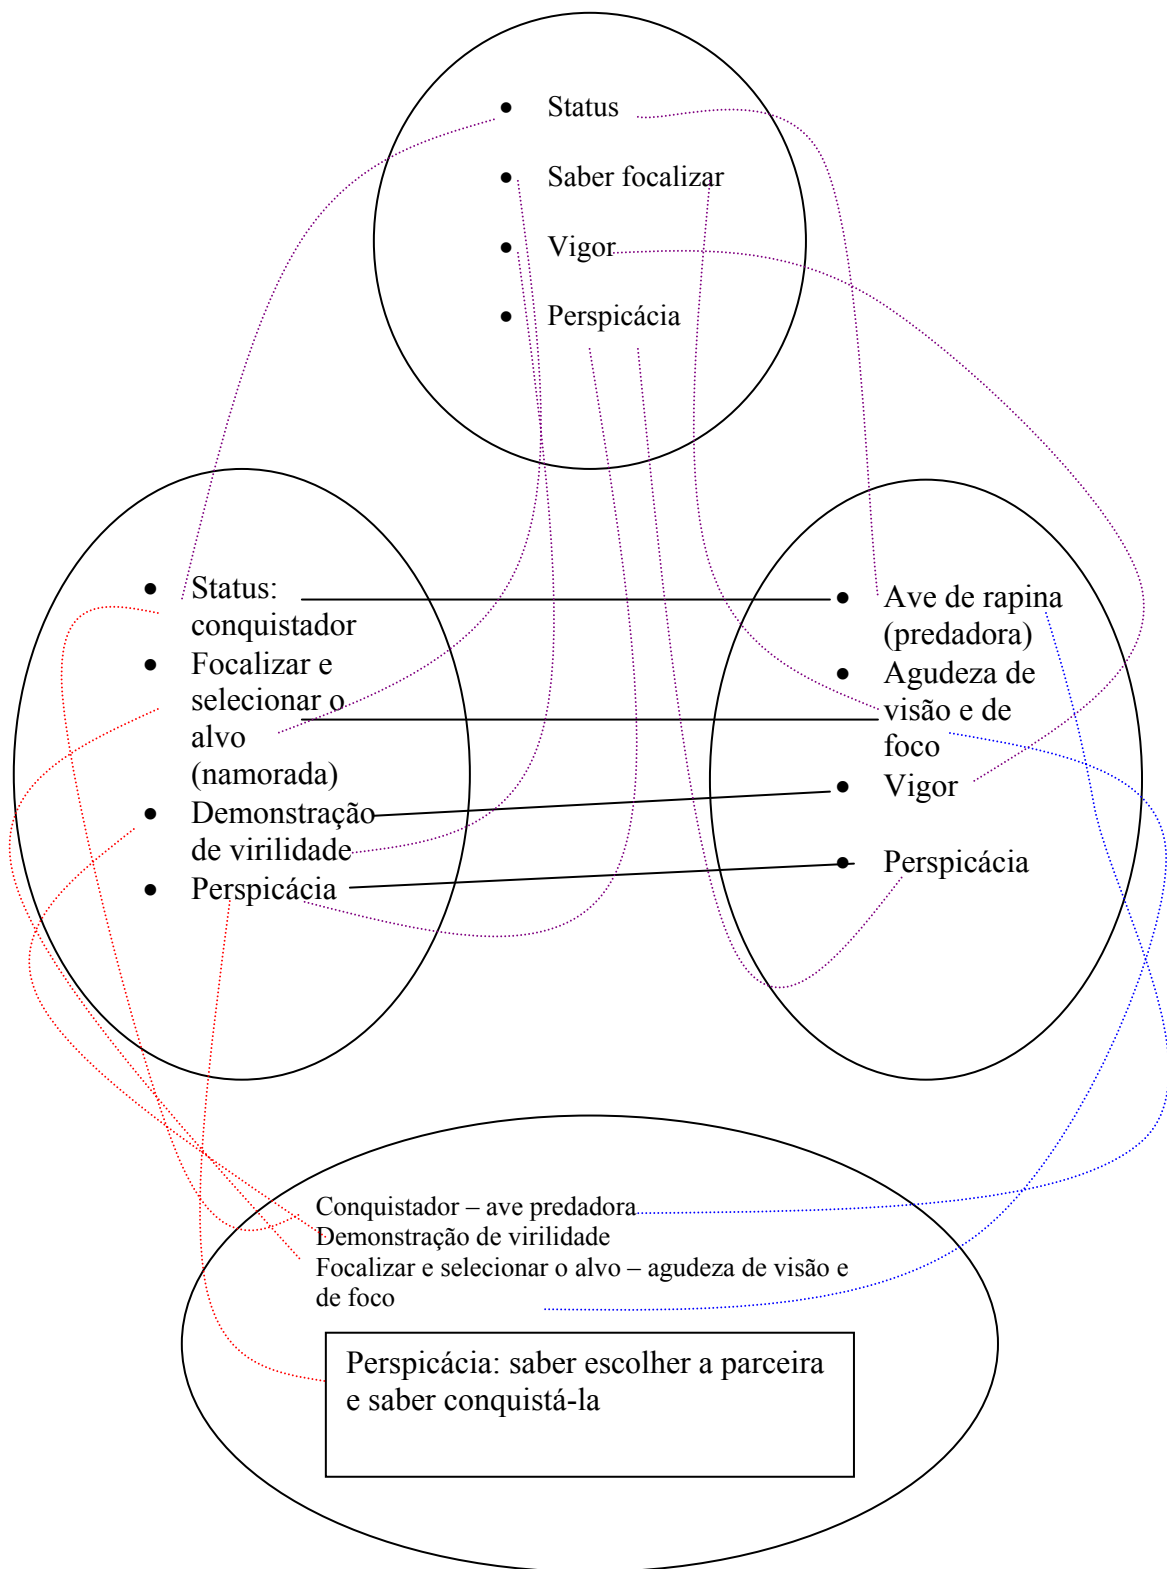 • Status
• Saber focalizar
• Vigor
• Perspicácia
• Status:
conquistador
• Focalizar e
selecionar o
alvo
(namorada)
• Demonstração
de virilidade
• Perspicácia
• Ave de rapina
(predadora)
• Agudeza de
visão e de
foco
• Vigor
• Perspicácia
Conquistador – ave predadora
Demonstração de virilidade
Focalizar e selecionar o alvo – agudeza de visão e
de foco
Perspicácia: saber escolher a parceira
e saber conquistá-la